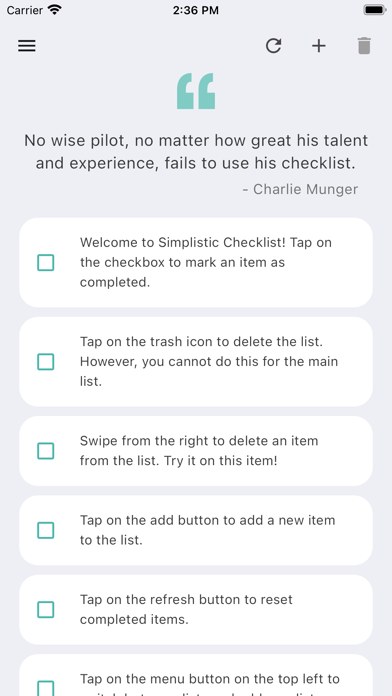 Carrier 2:36 PM
No wise pilot, no matter how great his talent
and experience, fails to use his checklist.
- Charlie Munger
Welcome to Simplistic Checklist! Tap on
the checkbox to mark an item as
completed.
Tap on the trash icon to delete the list.
However, you cannot do this for the main
list.
Swipe from the right to delete an item
from the list. Try it on this item!
Tap on the add button to add a new item
to the list.
Tap on the refresh button to reset
completed items.
Tap on the menu button on the top left to